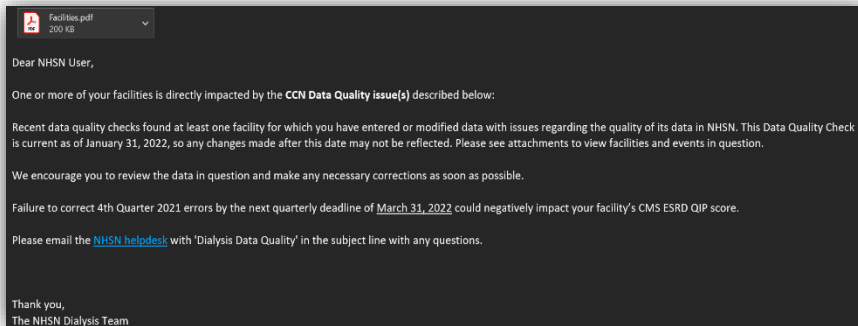 Facilities.pdf
200 KB
Dear NHSN User,
One or more of your facilities is directly impacted by the CCN Data Quality issue(s) described below:
Recent data quality checks found at least one facility for which you have entered or modified data with issues regarding the quality of its data in NHSN. This Data Quality Check
is current as of January 31, 2022, so any changes made after this date may not be reflected. Please see attachments to view facilities and events in question.
We encourage you to review the data in question and make any necessary corrections as soon as possible.
Failure to correct 4th Quarter 2021 errors by the next quarterly deadline of March 31, 2022 could negatively impact your facility's CMS ESRD QIP score.
Please email the NHSN helpdesk with 'Dialysis Data Quality' in the subject line with any questions.
Thank you,
The NHSN Dialysis Team